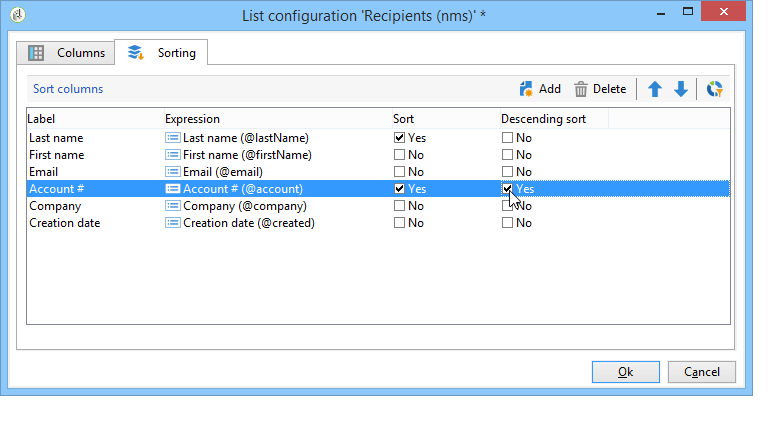 List configuration 'Recipients (nms)' *
Columns Sorting
Sort columns Add Delete
Label Expression Sort Descending sort
Last name Last name (@lastName) Yes No
First name First name (@firstName) No No
Email Email (@email) No No
Account # Account # (@account) Yes Yes
Company Company (@company) No No
Creation date Creation date (@created) No No
Ok Cancel